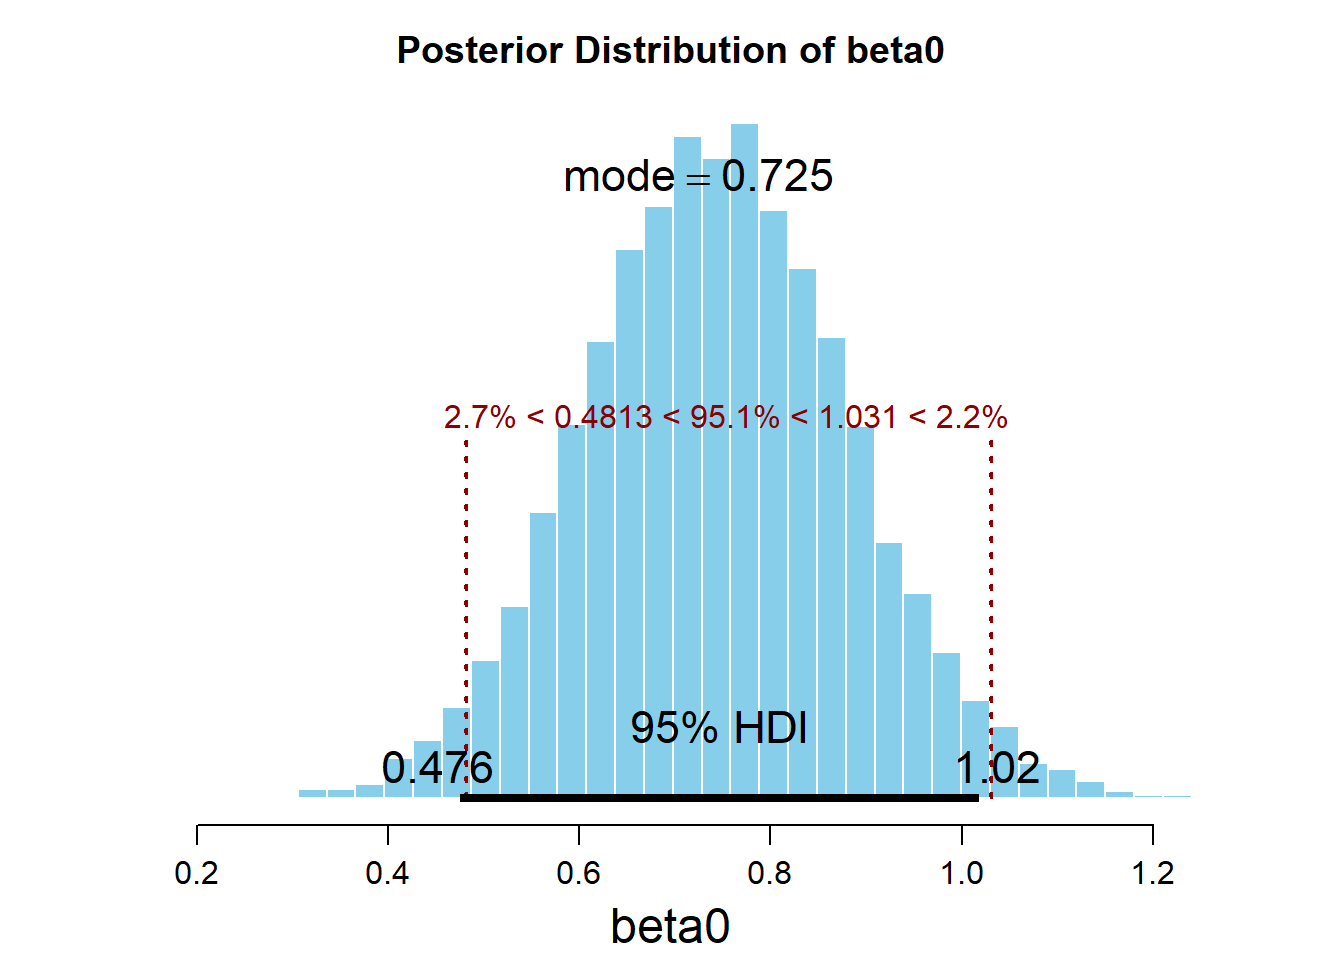 Posterior Distribution of beta0
mode = 0.725
2.7% < 0.4813 < 95.1% < 1.031 < 2.2%
95% HDI
0.476 1.02
0.2 0.4 0.6 0.8 1.0 1.2
beta0